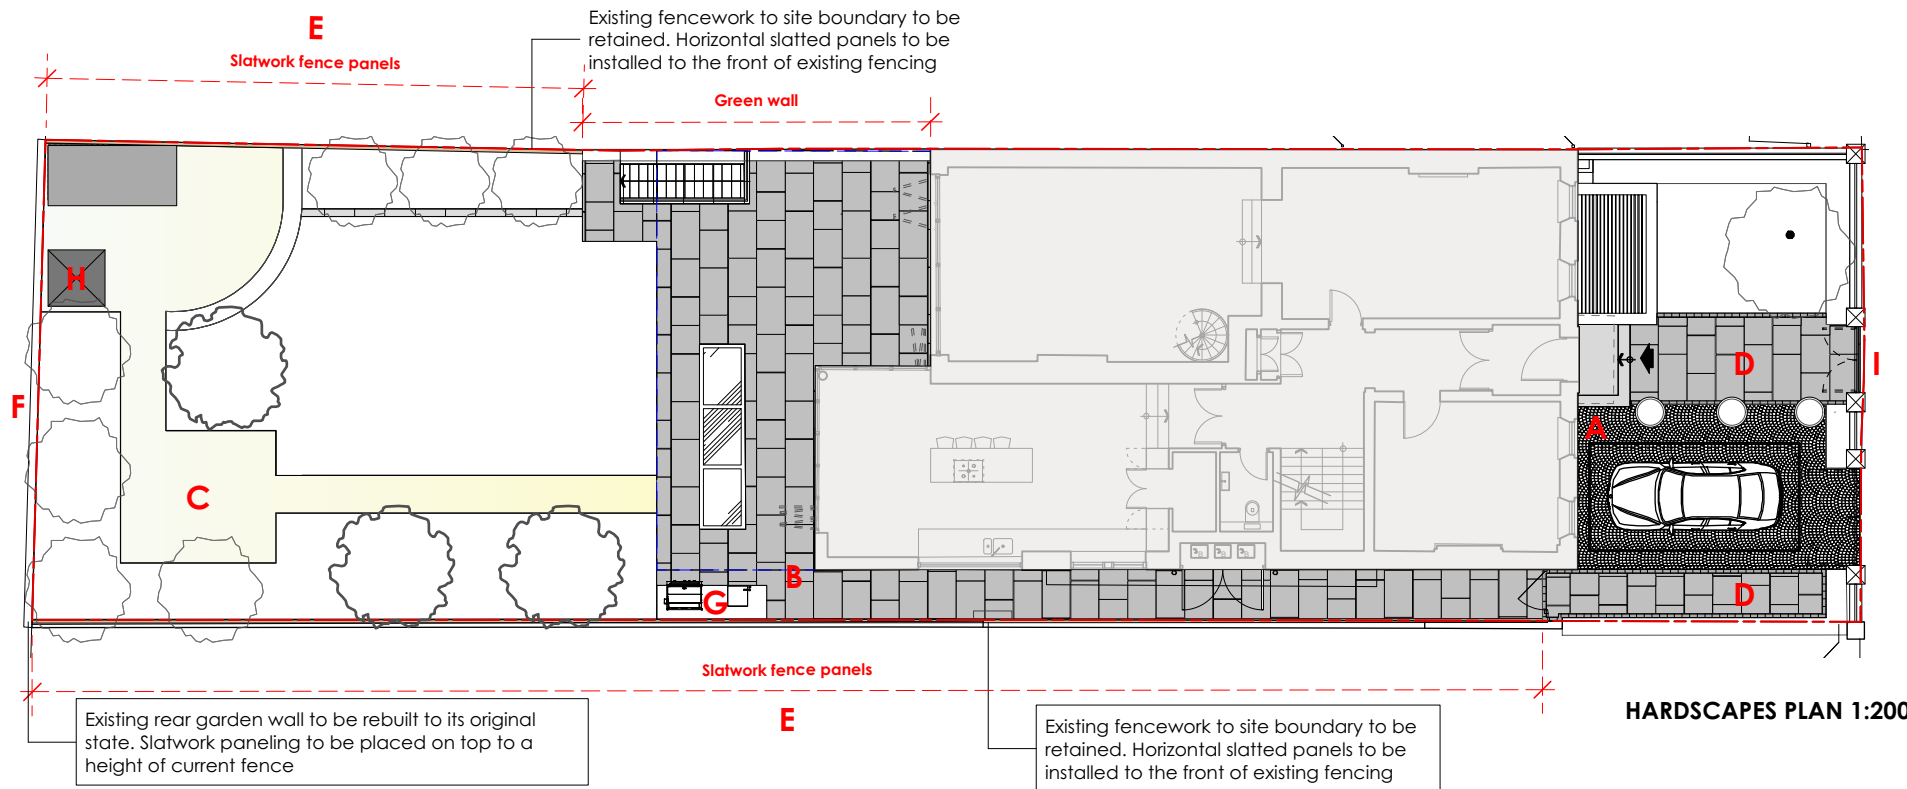 E
Slatwork fence panels
Existing fencework to site boundary to be
retained. Horizontal slatted panels to be
installed to the front of existing fencing
Green wall
H
F
C
G
B
A
D
I
D
Slatwork fence panels
E
Existing rear garden wall to be rebuilt to its original
state. Slatwork paneling to be placed on top to a
height of current fence
Existing fencework to site boundary to be
retained. Horizontal slatted panels to be
installed to the front of existing fencing
HARDSCAPES PLAN 1:200